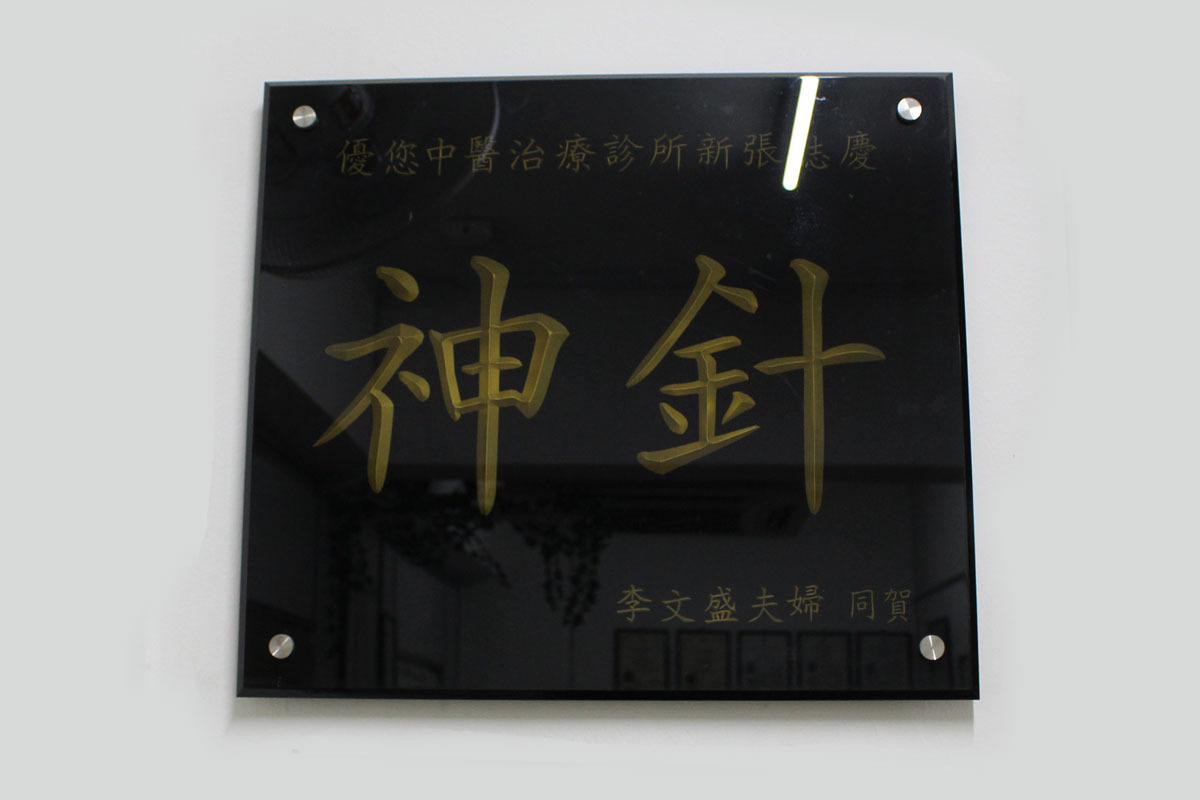 優您中醫治療診所新張誌慶
神針
李文盛夫婦 同賀